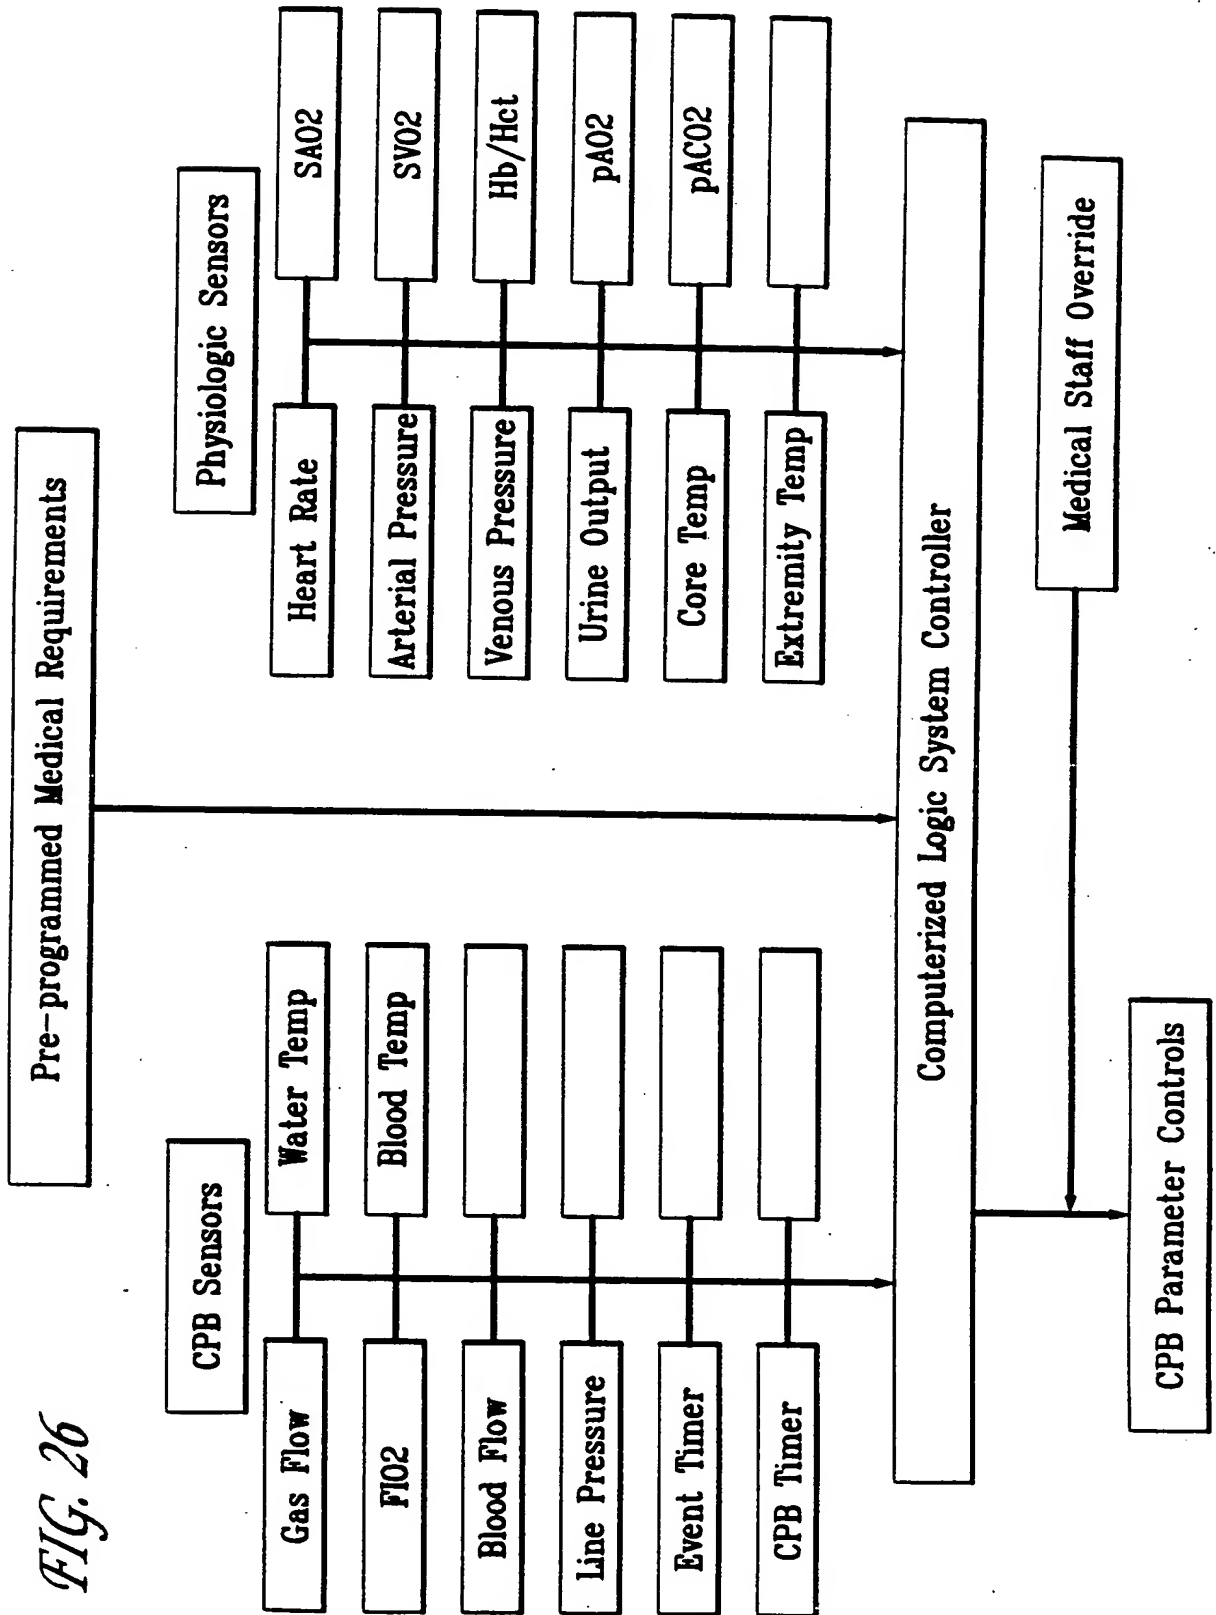 FIG. 26
Pre-programmed Medical Requirements
CPB Sensors
Gas Flow
Water Temp
FIO2
Blood Temp
Blood Flow
Line Pressure
Event Timer
CPB Timer
Physiologic Sensors
Heart Rate
SAO2
Arterial Pressure
SVO2
Venous Pressure
Hb/Hct
Urine Output
pAO2
Core Temp
pACO2
Extremity Temp
Computerized Logic System Controller
Medical Staff Override
CPB Parameter Controls